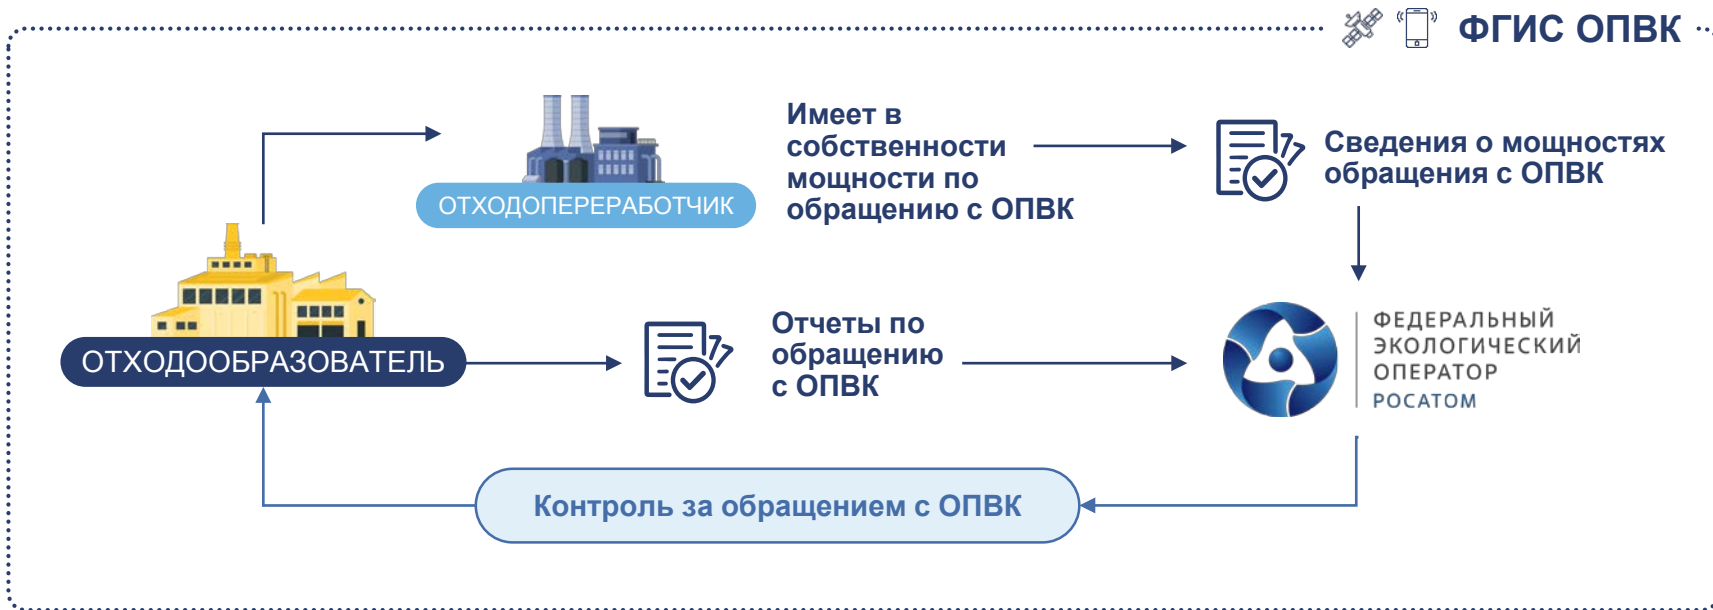 ФГИС ОПВК
Имеет в
собственности
мощности по
обращению с ОПВК
Сведения о мощностях
обращения с ОПВК
ОТХОДОПЕРЕРАБОТЧИК
ОТХОДООБРАЗОВАТЕЛЬ
Отчеты по
обращению
с ОПВК
ФЕДЕРАЛЬНЫЙ
ЭКОЛОГИЧЕСКИЙ
ОПЕРАТОР
РОСАТОМ
Контроль за обращением с ОПВК